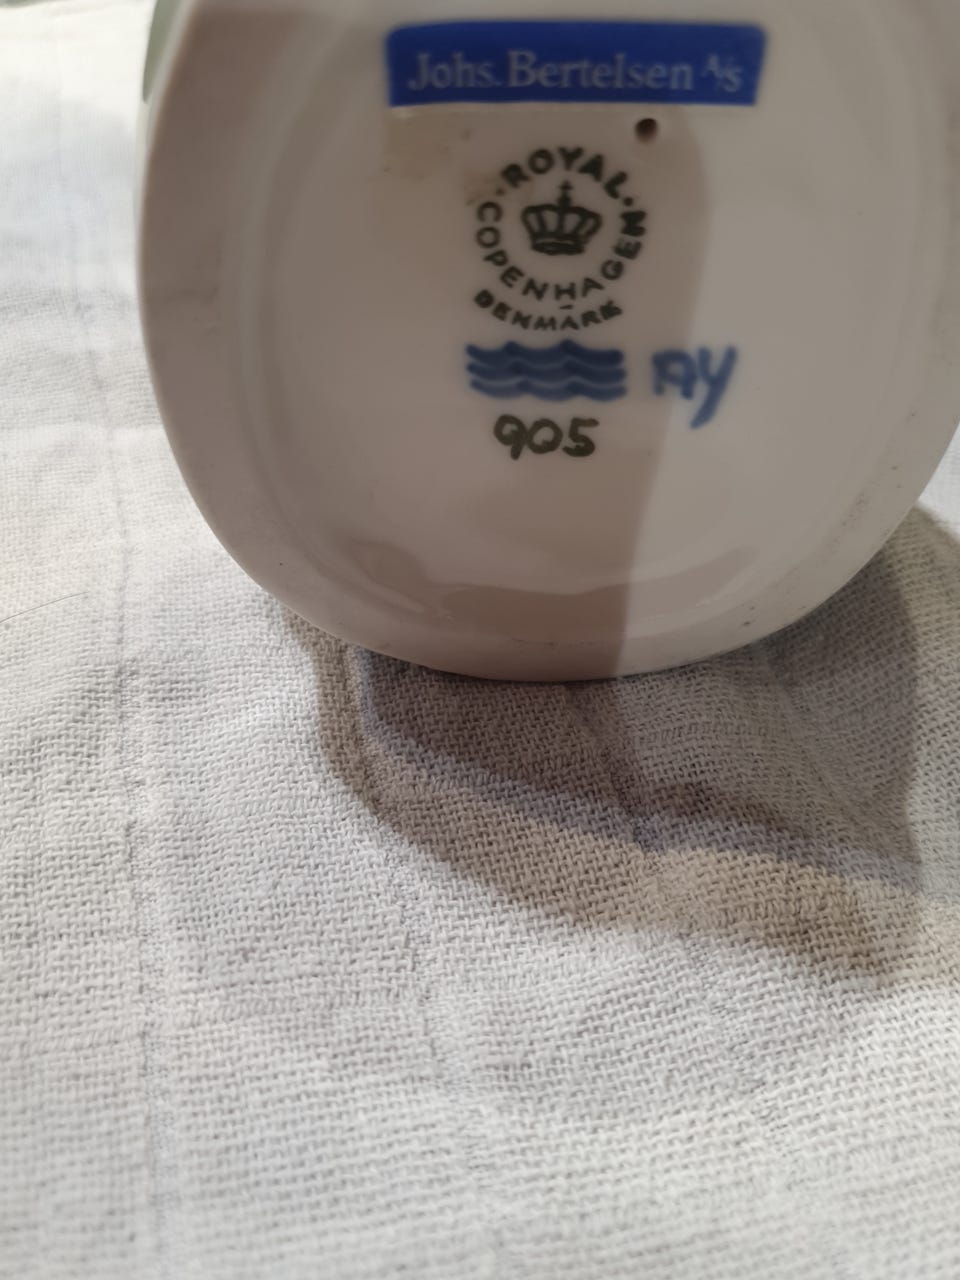 Johs. Bertelsen A/S
ROYAL
COPENHAGEN
DENMARK
AY
905